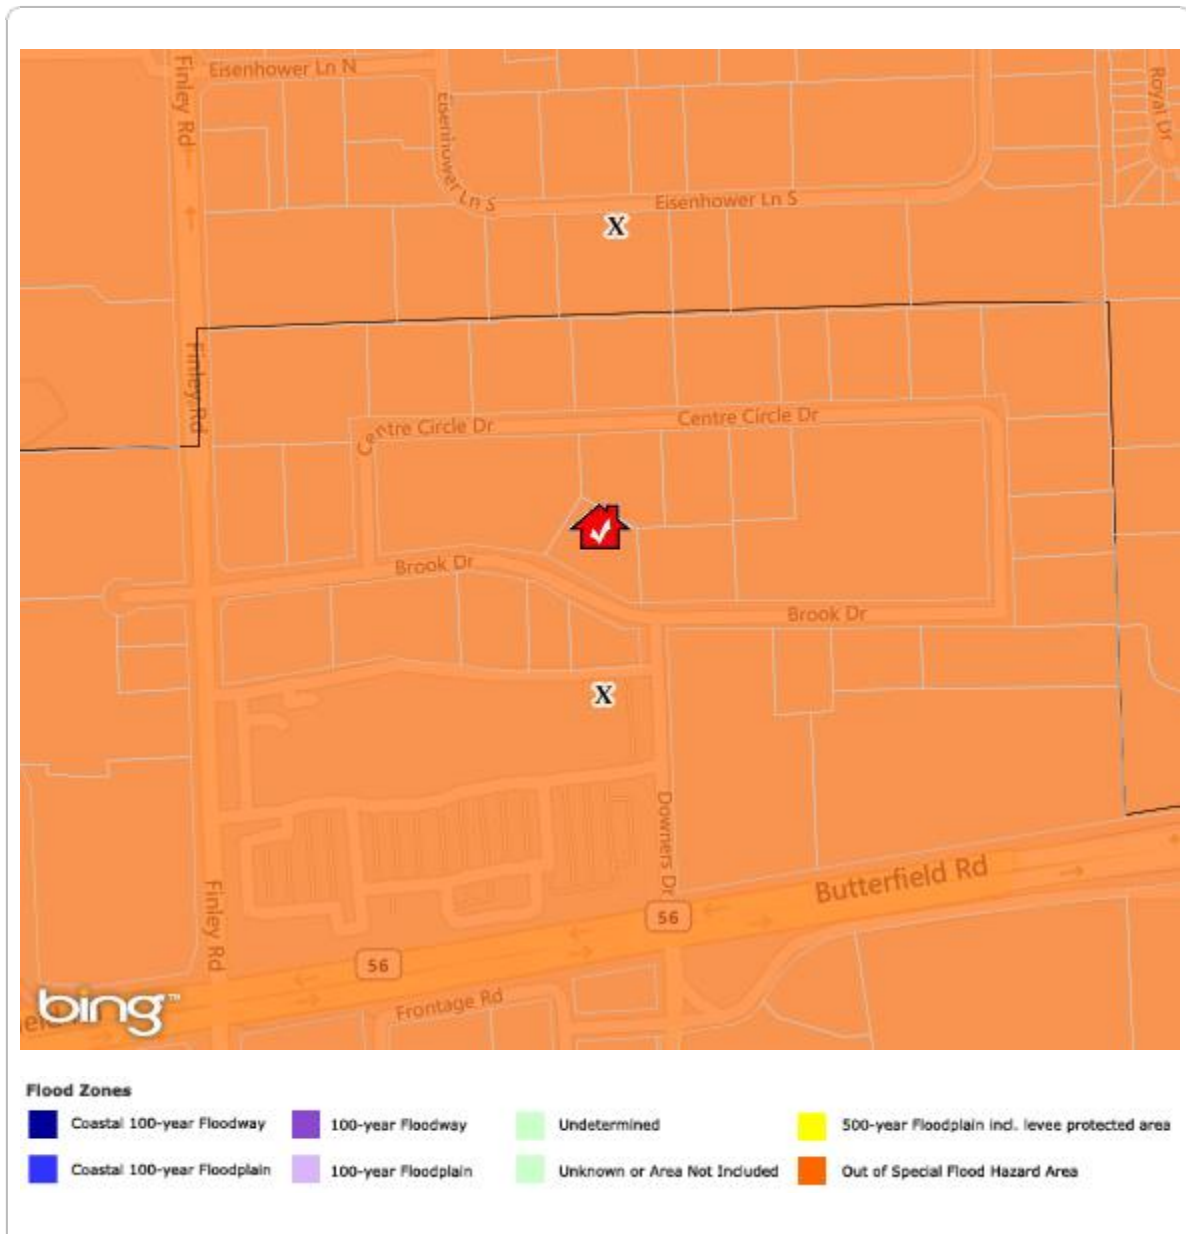 Finley Rd
Eisenhower Ln N
Eisenhower Ln S
Royal Dr
Eisenhower Ln S
X
Finley Rd
Centre Circle Dr
Centre Circle Dr
Brook Dr
Brook Dr
X
Downers Dr
Butterfield Rd
Finley Rd
56
56
Frontage Rd
bing™
Flood Zones
Coastal 100-year Floodway
100-year Floodway
Undetermined
500-year Floodplain incl. levee protected area
Coastal 100-year Floodplain
100-year Floodplain
Unknown or Area Not Included
Out of Special Flood Hazard Area